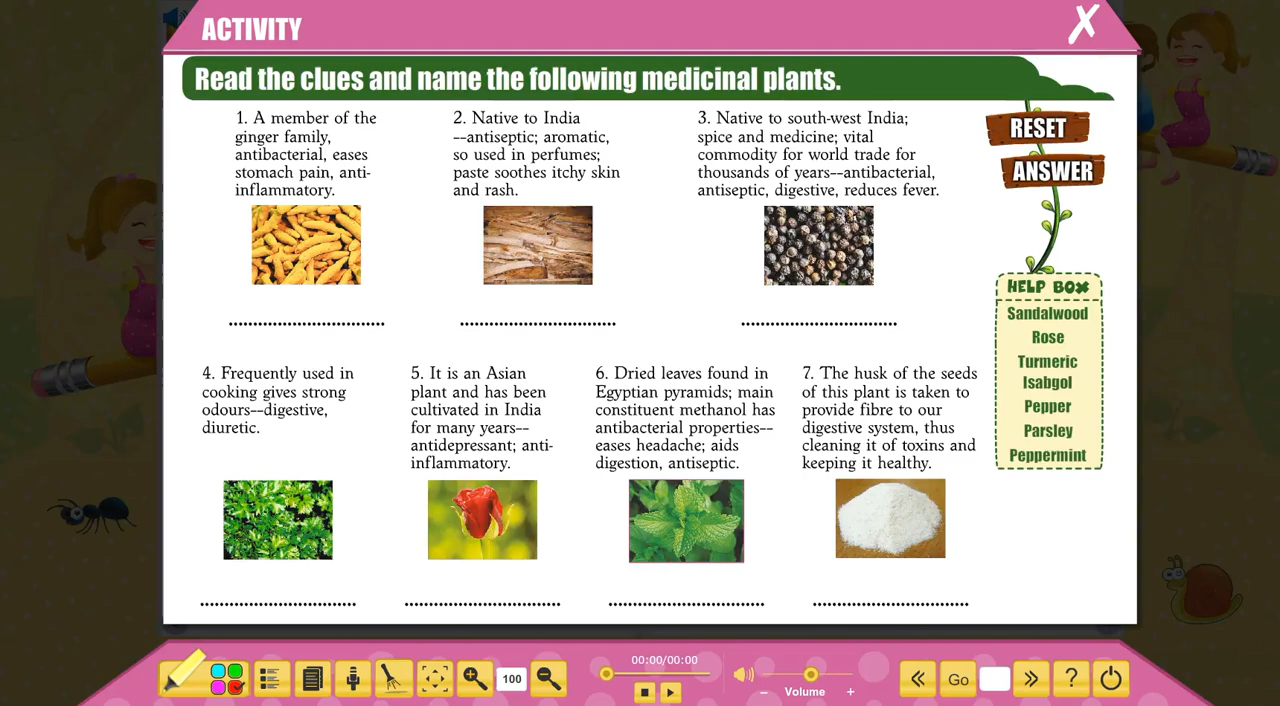 ACTIVITY
Read the clues and name the following medicinal plants.
1. A member of the
ginger family,
antibacterial, eases
stomach pain, anti-
inflammatory.
2. Native to India
--antiseptic; aromatic,
so used in perfumes;
paste soothes itchy skin
and rash.
3. Native to south-west India;
spice and medicine; vital
commodity for world trade for
thousands of years--antibacterial,
antiseptic, digestive, reduces fever.
RESET
ANSWER
4. Frequently used in
cooking gives strong
odours--digestive,
diuretic.
5. It is an Asian
plant and has been
cultivated in India
for many years--
antidepressant; anti-
inflammatory.
6. Dried leaves found in
Egyptian pyramids; main
constituent methanol has
antibacterial properties--
eases headache; aids
digestion, antiseptic.
7. The husk of the seeds
of this plant is taken to
provide fibre to our
digestive system, thus
cleaning it of toxins and
keeping it healthy.
HELP BOX
Sandalwood
Rose
Turmeric
Isabgol
Pepper
Parsley
Peppermint
100
00:00/00:00
Volume
Go